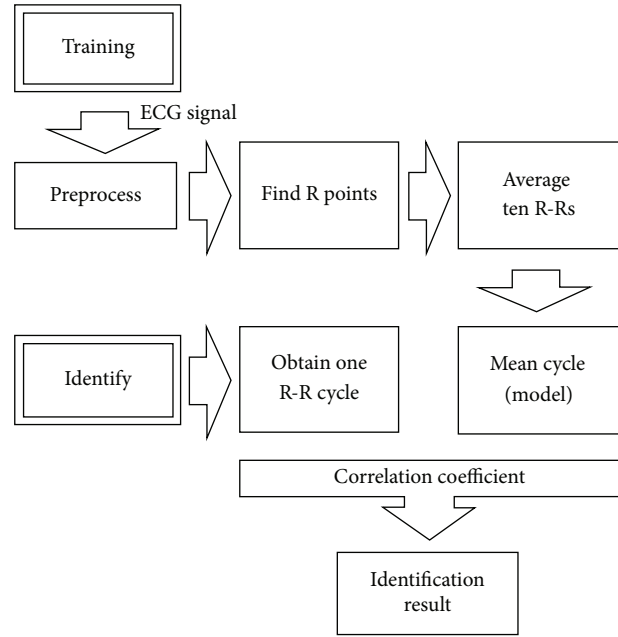 Training
ECG signal
Preprocess
Find R points
Average
ten R-Rs
Identify
Obtain one
R-R cycle
Mean cycle
(model)
Correlation coefficient
Identification
result